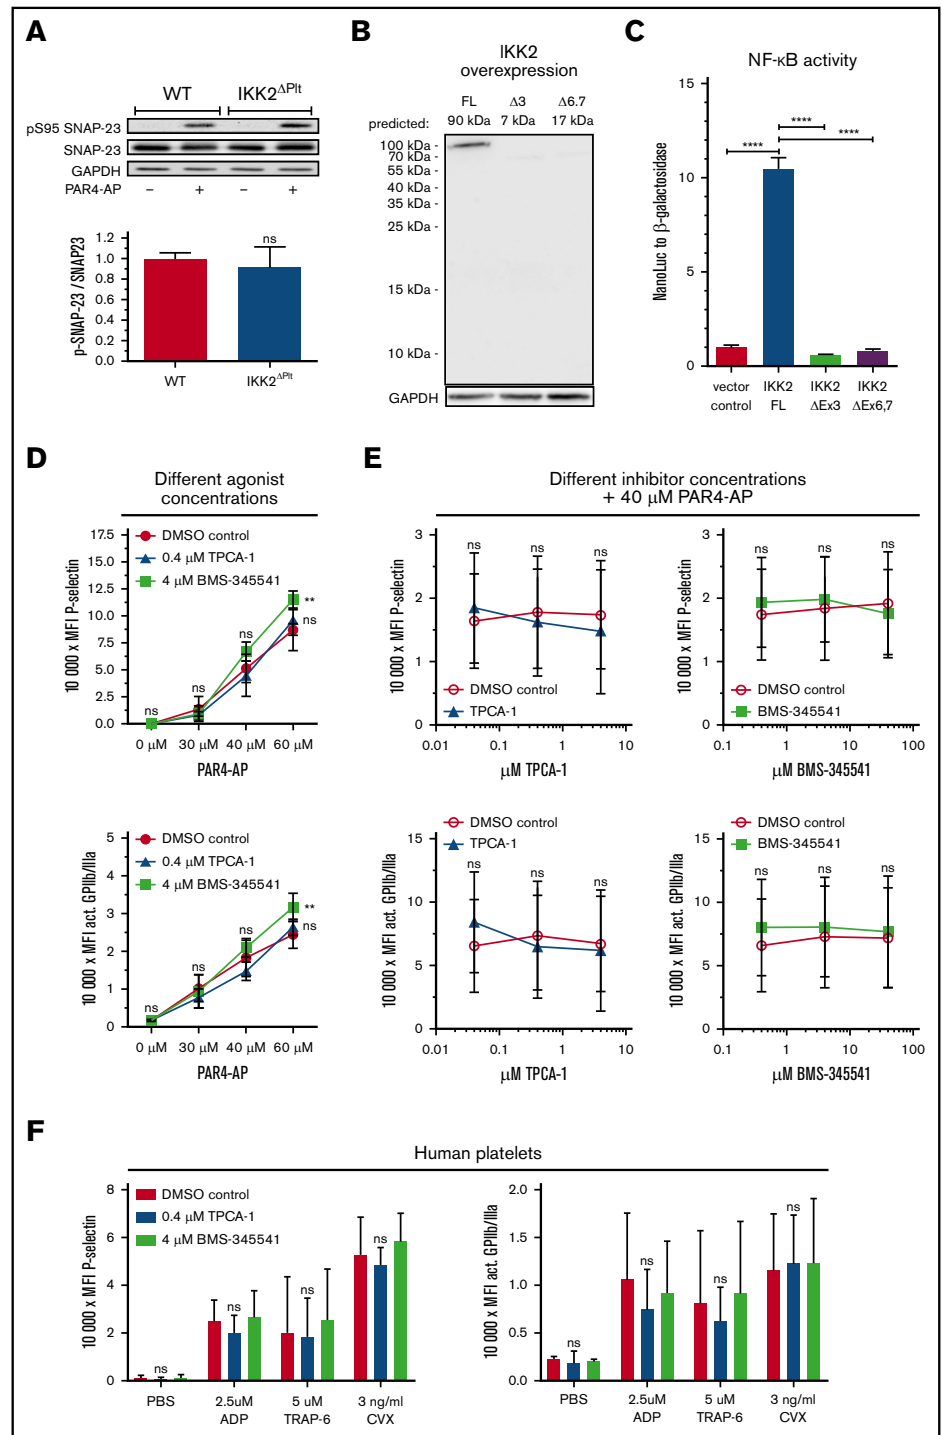 A
WT
IKK2ΔPlt
pS95 SNAP-23
SNAP-23
GAPDH
PAR4-AP
– + – +
p-SNAP-23 / SNAP23
1.2
1.0
0.8
0.6
0.4
0.2
0.0
ns
WT
IKK2ΔPlt
B
IKK2
overexpression
FL Δ3 Δ6.7
predicted: 90 kDa 7 kDa 17 kDa
100 kDa -
70 kDa -
55 kDa -
40 kDa -
35 kDa -
25 kDa -
15 kDa -
10 kDa -
GAPDH
C
NF-κB activity
NanoLuc to β-galactosidase
15
10
5
0
****
****
****
vector control
IKK2 FL
IKK2 ΔEx3
IKK2 ΔEx6,7
D
Different agonist
concentrations
10 000 x MFI P-selectin
17.5
15.0
12.5
10.0
7.5
5.0
2.5
0.0
DMSO control
0.4 μM TPCA-1
4 μM BMS-345541
ns
ns
ns
**
ns
0 μM 30 μM 40 μM 60 μM
PAR4-AP
10 000 x MFI act. GPIIb/IIIa
5
4
3
2
1
0
DMSO control
0.4 μM TPCA-1
4 μM BMS-345541
ns
ns
ns
**
ns
0 μM 30 μM 40 μM 60 μM
PAR4-AP
E
Different inhibitor concentrations
+ 40 μM PAR4-AP
10 000 x MFI P-selectin
3
2
1
0
ns ns ns
DMSO control
TPCA-1
0.01 0.1 1 10
μM TPCA-1
10 000 x MFI P-selectin
3
2
1
0
ns ns ns
DMSO control
BMS-345541
0.1 1 10 100
μM BMS-345541
DMSO control
TPCA-1
10 000 x MFI act. GPIIb/IIIa
15
10
5
0
ns ns ns
0.01 0.1 1 10
μM TPCA-1
DMSO control
BMS-345541
10 000 x MFI act. GPIIb/IIIa
15
10
5
0
ns ns ns
0.1 1 10 100
μM BMS-345541
F
Human platelets
10 000 x MFI P-selectin
8
6
4
2
0
DMSO control
0.4 μM TPCA-1
4 μM BMS-345541
ns ns ns ns
PBS 2.5uM 5 uM 3 ng/ml
ADP TRAP-6 CVX
10 000 x MFI act. GPIIb/IIIa
2.0
1.5
1.0
0.5
0.0
ns ns ns ns
PBS 2.5uM 5 uM 3 ng/ml
ADP TRAP-6 CVX